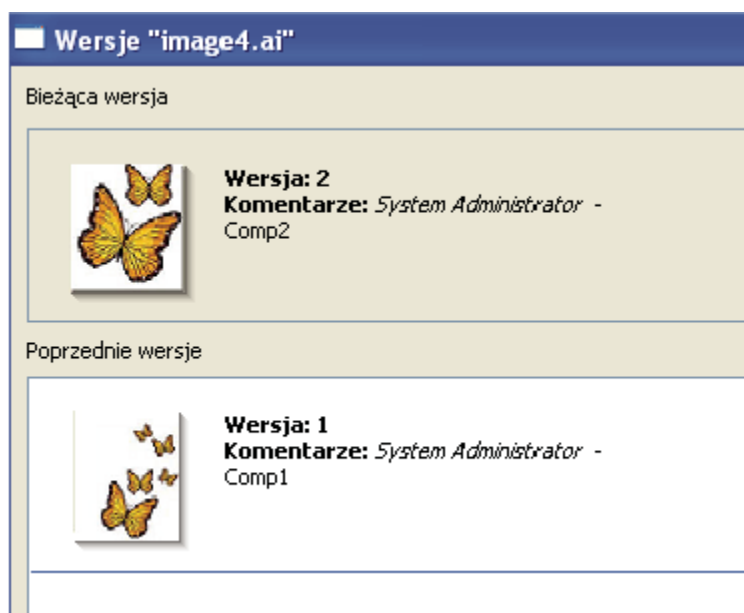 Wersje "image4.ai"
Bieżąca wersja
Wersja: 2
Komentarze: System Administrator -
Comp2
Poprzednie wersje
Wersja: 1
Komentarze: System Administrator -
Comp1